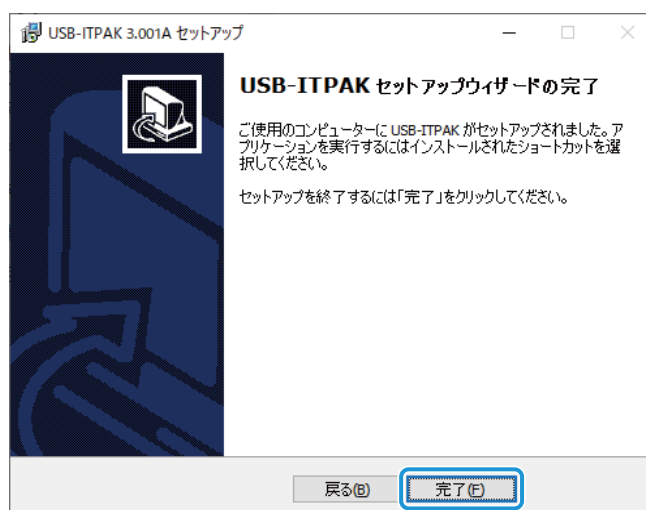 USB-ITPAK 3.001A セットアップ
USB-ITPAK セットアップウィザードの完了
ご使用のコンピューターに USB-ITPAK がセットアップされました。ア
プリケーションを実行するにはインストールされたショートカットを選
択してください。
セットアップを終了するには「完了」をクリックしてください。
戻る(B) 完了(F)